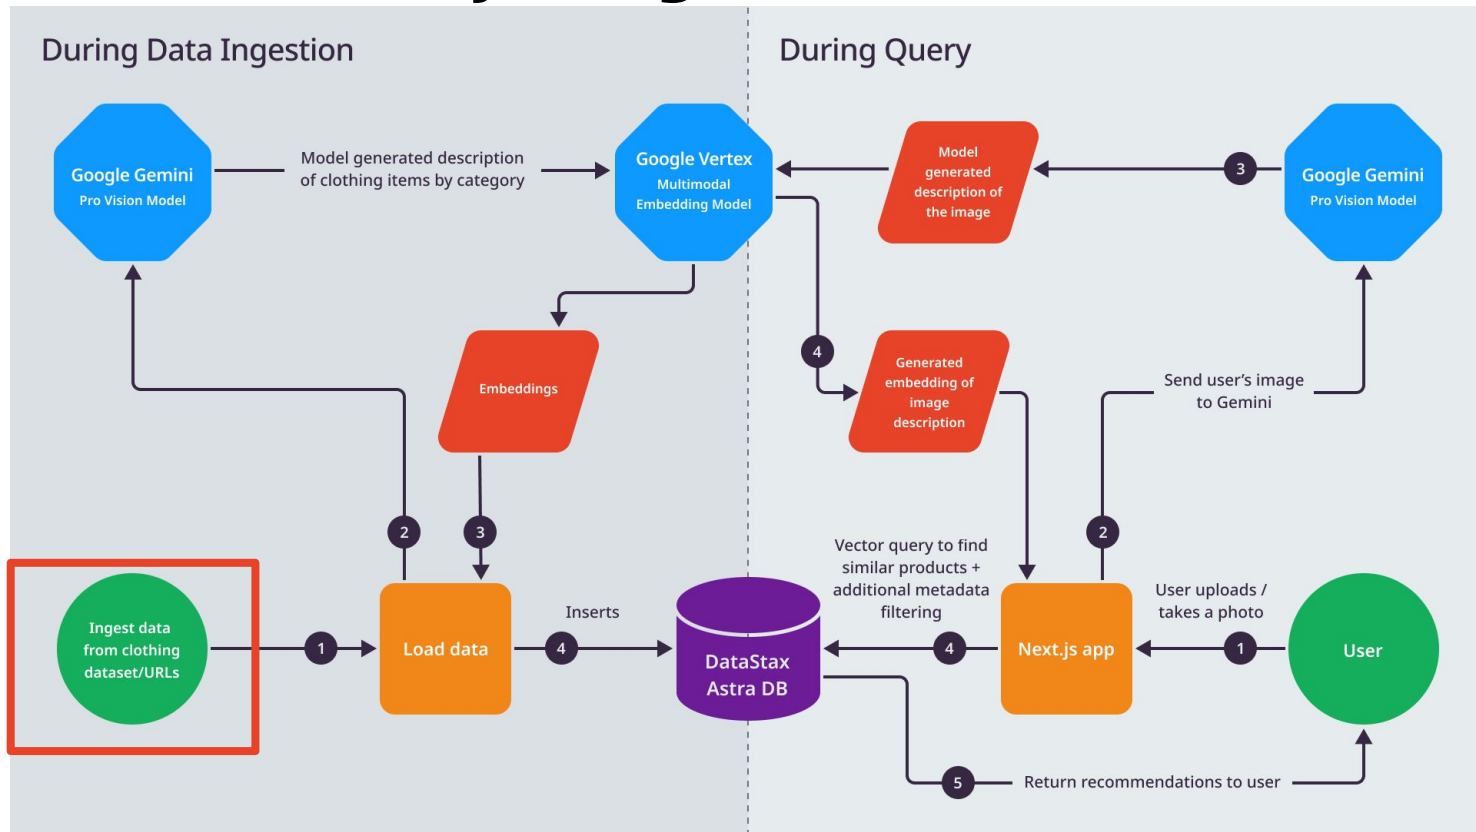 During Data Ingestion
During Query
Google Gemini
Pro Vision Model
Model generated description
of clothing items by category
Google Vertex
Multimodal
Embedding Model
Model
generated
description of
the image
3
Google Gemini
Pro Vision Model
Embeddings
4
Generated
embedding of
image
description
Send user's image
to Gemini
2
3
2
Ingest data
from clothing
dataset/URLs
1
Load data
Inserts
4
DataStax
Astra DB
Vector query to find
similar products +
additional metadata
filtering
4
Next.js app
User uploads /
takes a photo
1
User
5
Return recommendations to user